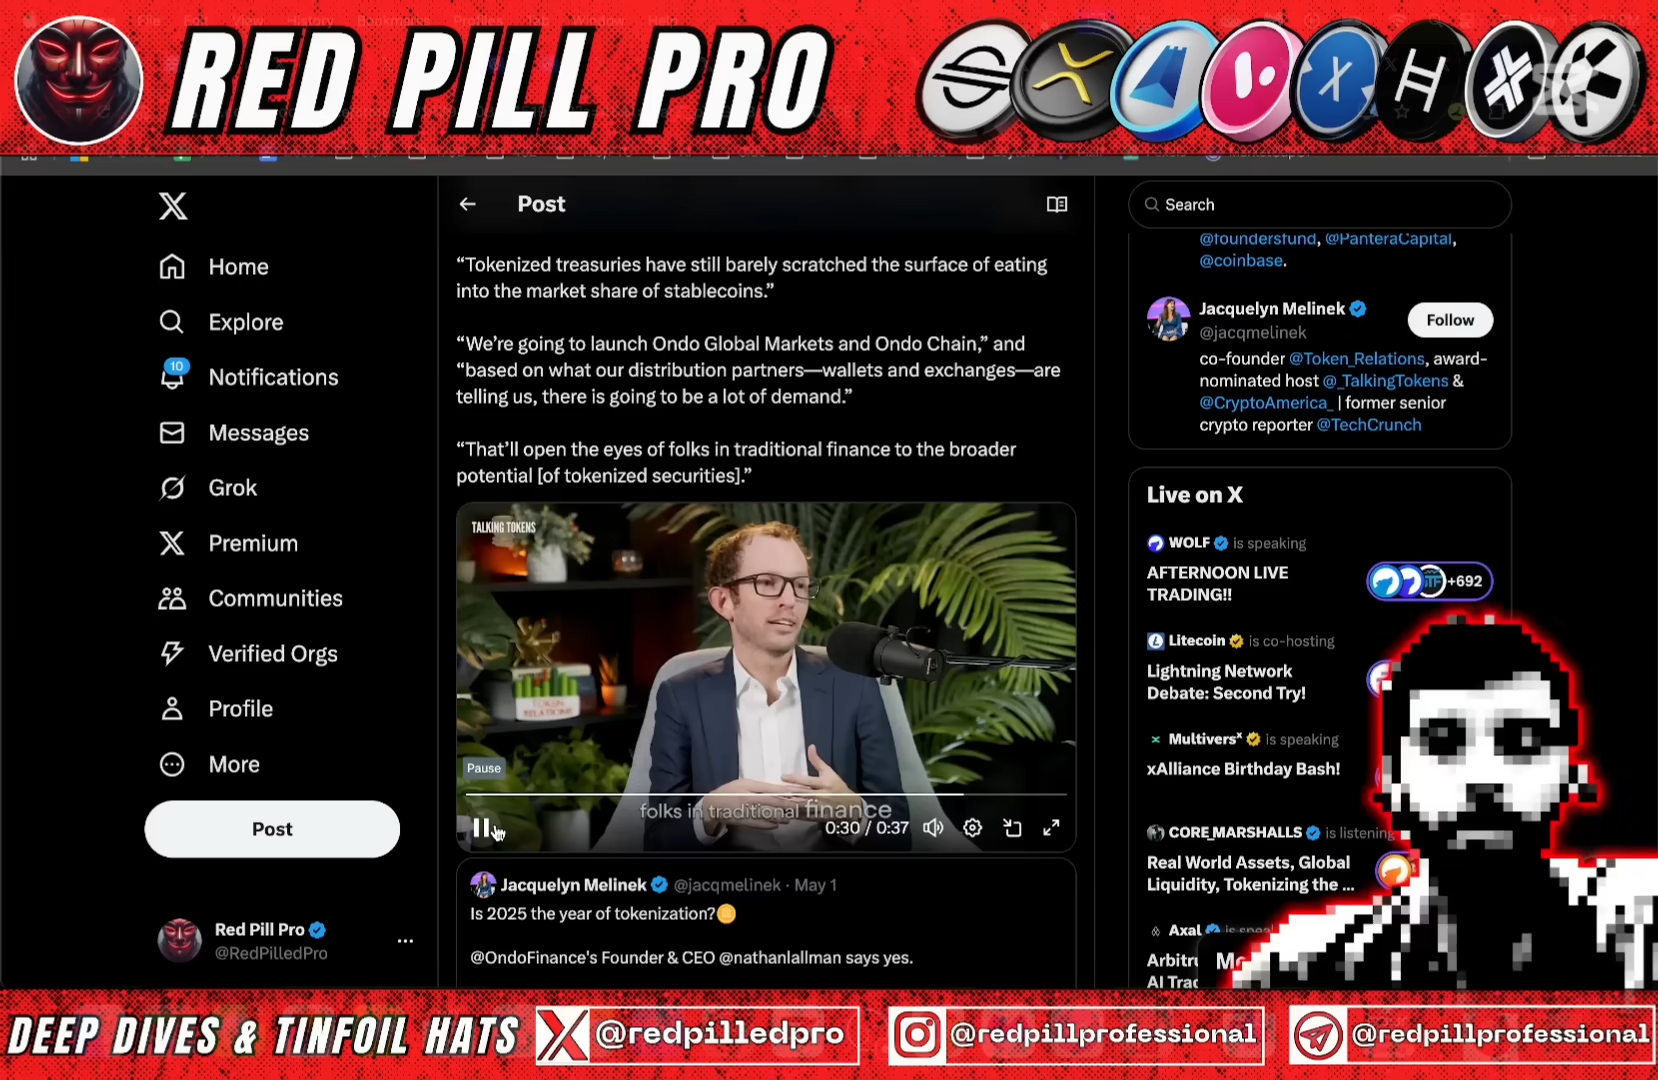 RED PILL PRO
Post
Search
Home
Explore
10
Notifications
Messages
Grok
Premium
Communities
Verified Orgs
Profile
More
Post
Red Pill Pro
@RedPilledPro
“Tokenized treasuries have still barely scratched the surface of eating
into the market share of stablecoins.”
“We’re going to launch Ondo Global Markets and Ondo Chain,” and
“based on what our distribution partners—wallets and exchanges—are
telling us, there is going to be a lot of demand.”
“That’ll open the eyes of folks in traditional finance to the broader
potential [of tokenized securities].”
TALKING TOKENS
TOKEN
RELATIONS
Pause
folks in traditional finance
0:30 / 0:37
Jacquelyn Melinek @jacqmelinek · May 1
Is 2025 the year of tokenization?
@OndoFinance's Founder & CEO @nathanlallman says yes.
@foundersfund, @PanteraCapital,
@coinbase.
Jacquelyn Melinek
@jacqmelinek
Follow
co-founder @Token_Relations, award-
nominated host @_TalkingTokens &
@CryptoAmerica_ | former senior
crypto reporter @TechCrunch
Live on X
WOLF is speaking
AFTERNOON LIVE
TRADING!!
+692
Litecoin is co-hosting
Lightning Network
Debate: Second Try!
Multiversˣ is speaking
xAlliance Birthday Bash!
CORE_MARSHALLS is listening
Real World Assets, Global
Liquidity, Tokenizing the ...
Axal is
DEEP DIVES & TINFOIL HATS
@redpilledpro
@redpillprofessional
@redpillprofessional